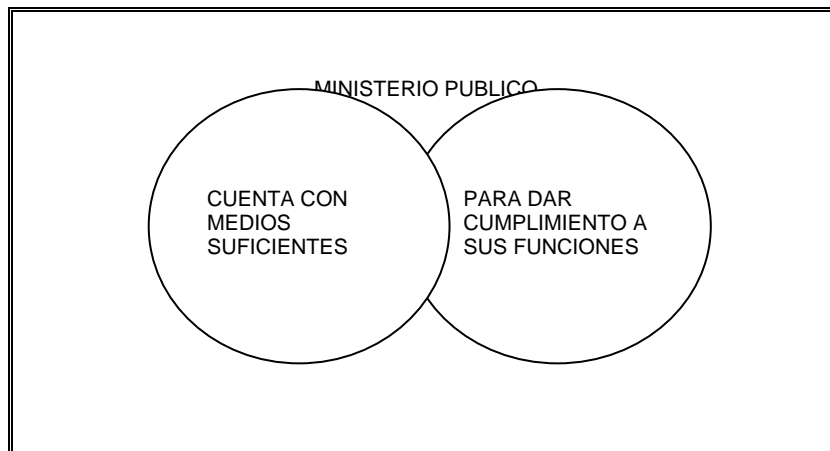 MINISTERIO PUBLICO
CUENTA CON
MEDIOS
SUFICIENTES
PARA DAR
CUMPLIMIENTO A
SUS FUNCIONES